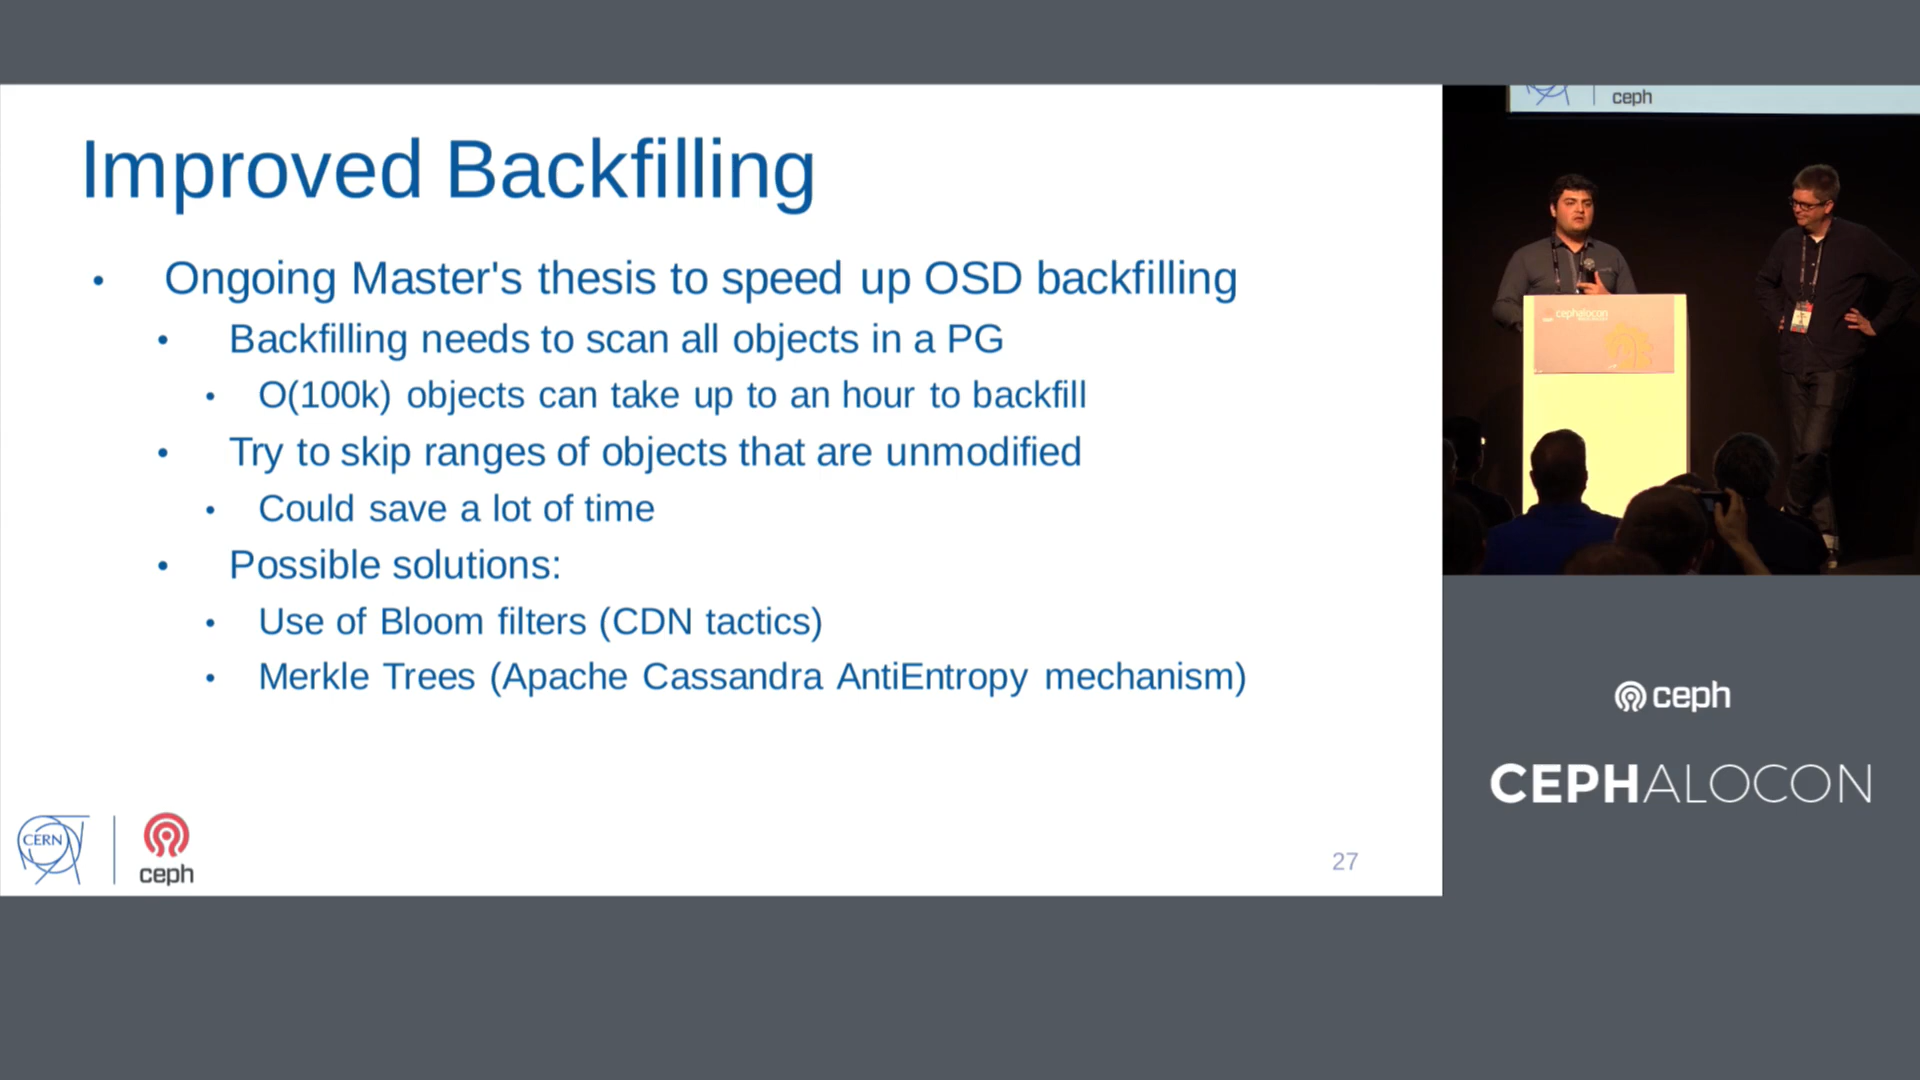 Improved Backfilling
• Ongoing Master's thesis to speed up OSD backfilling
• Backfilling needs to scan all objects in a PG
• O(100k) objects can take up to an hour to backfill
• Try to skip ranges of objects that are unmodified
• Could save a lot of time
• Possible solutions:
• Use of Bloom filters (CDN tactics)
• Merkle Trees (Apache Cassandra AntiEntropy mechanism)
CERN
ceph
27
ceph
cephalocon
ceph
CEPHALOCON